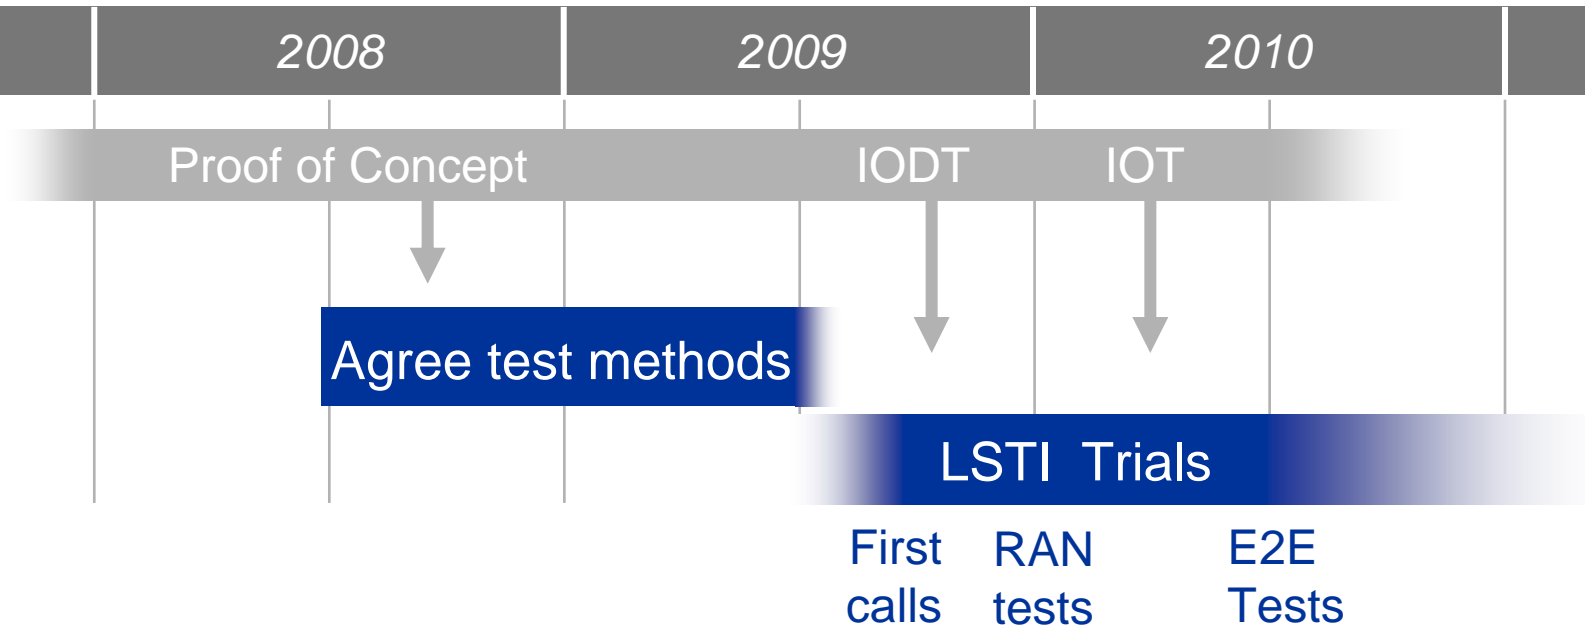 2008 2009 2010
Proof of Concept IODT IOT
Agree test methods
LSTI Trials
First calls
RAN tests
E2E Tests